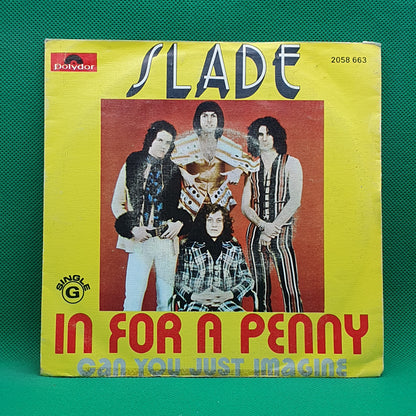 Polydor
SLADE
2058 663
SINGLE
G
IN FOR A PENNY
CAN YOU JUST IMAGINE